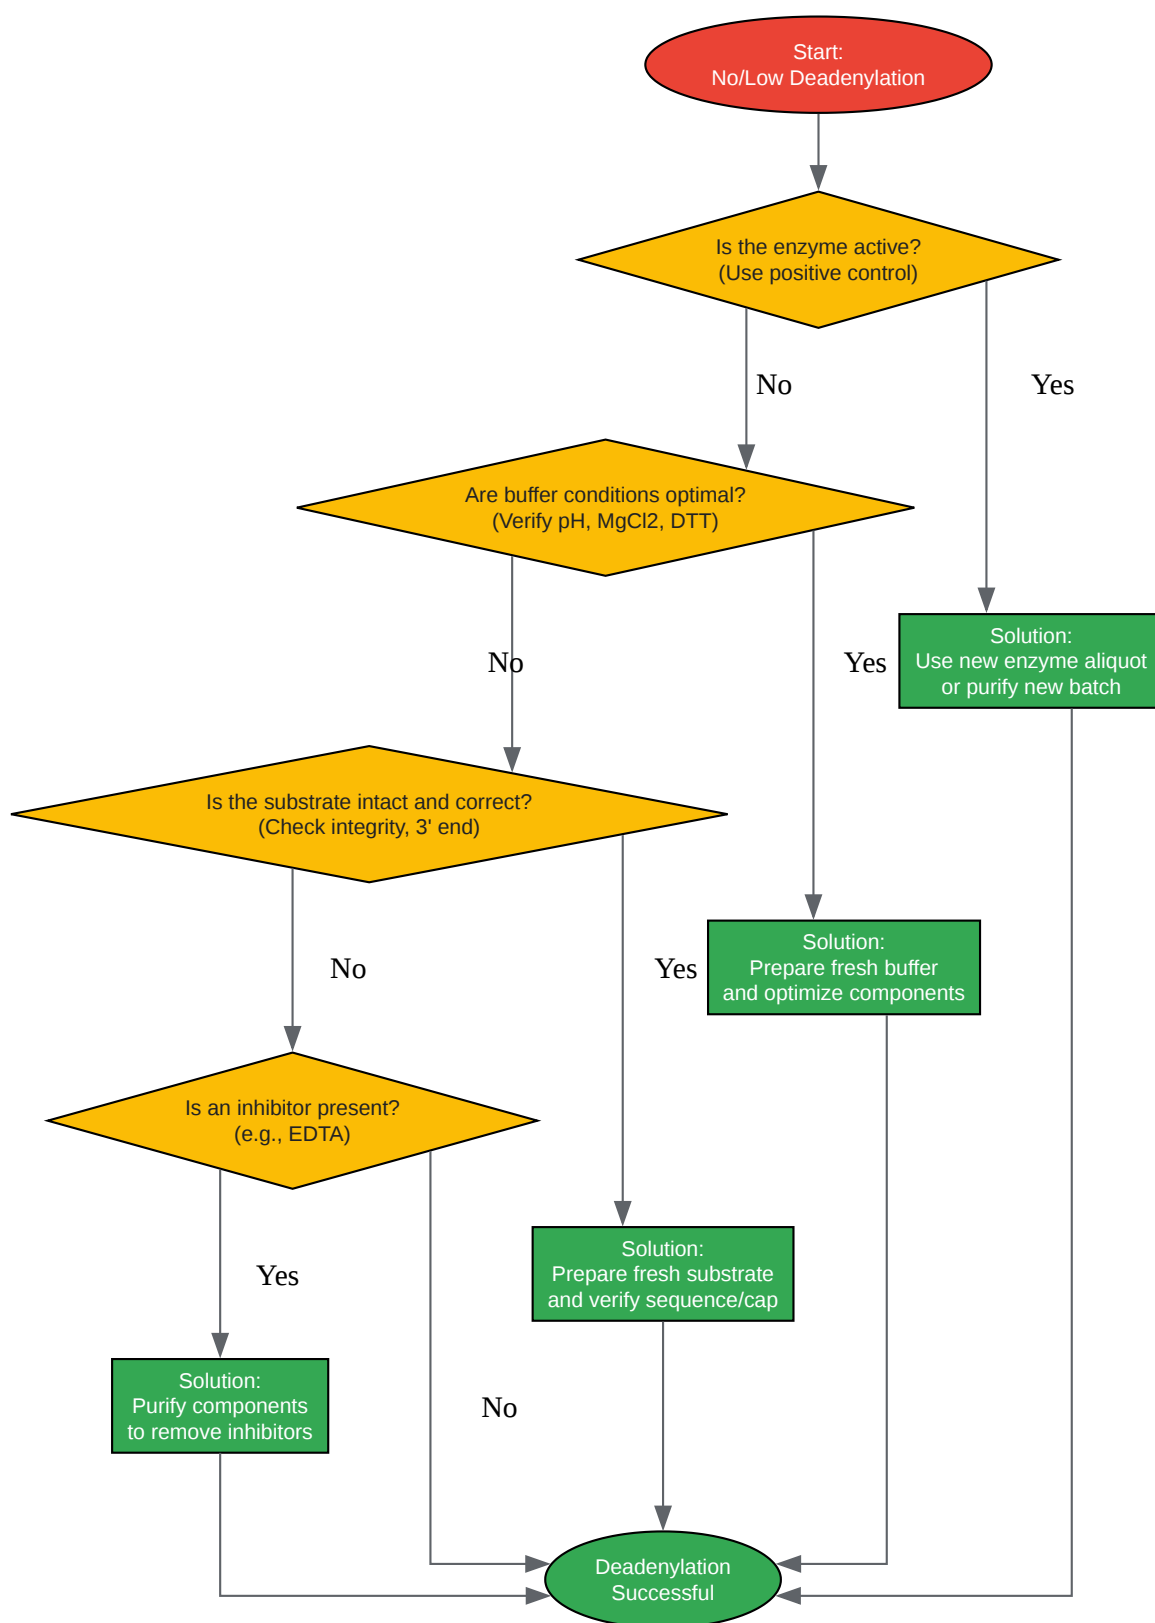 Start:
No/Low Deadenylation
Is the enzyme active?
(Use positive control)
No
Yes
Are buffer conditions optimal?
(Verify pH, MgCl2, DTT)
Solution:
Use new enzyme aliquot
or purify new batch
No
Yes
Is the substrate intact and correct?
(Check integrity, 3' end)
Solution:
Prepare fresh buffer
and optimize components
No
Yes
Is an inhibitor present?
(e.g., EDTA)
Solution:
Prepare fresh substrate
and verify sequence/cap
Yes
No
Solution:
Purify components
to remove inhibitors
Deadenylation
Successful